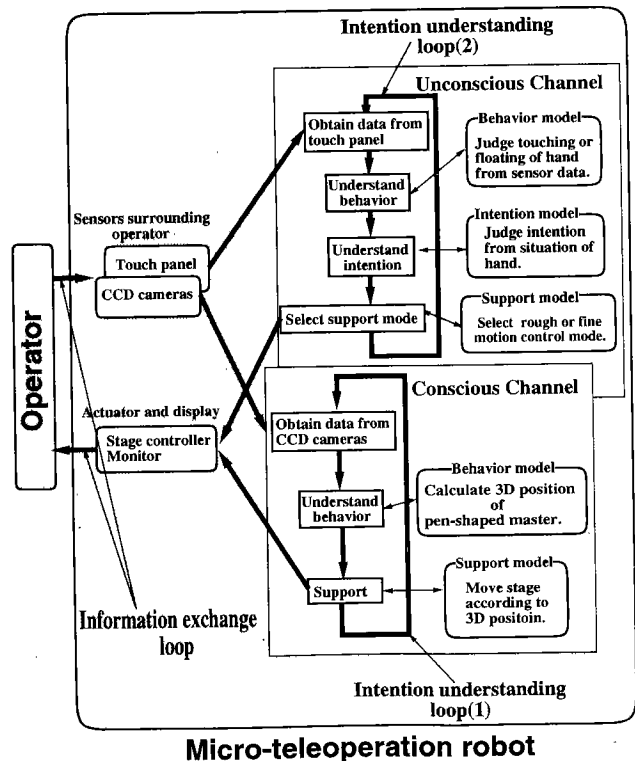 Intention understanding
loop(2)
Unconscious Channel
Obtain data from
touch panel
Behavior model
Judge touching or
floating of hand
from sensor data.
Understand
behavior
Sensors surrounding
operator
Touch panel
CCD cameras
Intention model
Judge intention
from situation of
hand.
Understand
intention
Support model
Select rough or fine
motion control mode.
Select support mode
Operator
Conscious Channel
Actuator and display
Stage controller
Monitor
Obtain data from
CCD cameras
Behavior model
Calculate 3D position
of
pen-shaped master.
Understand
behavior
Support model
Move stage
according to
3D positoin.
Support
Information exchange
loop
Intention understanding
loop(1)
Micro-teleoperation robot